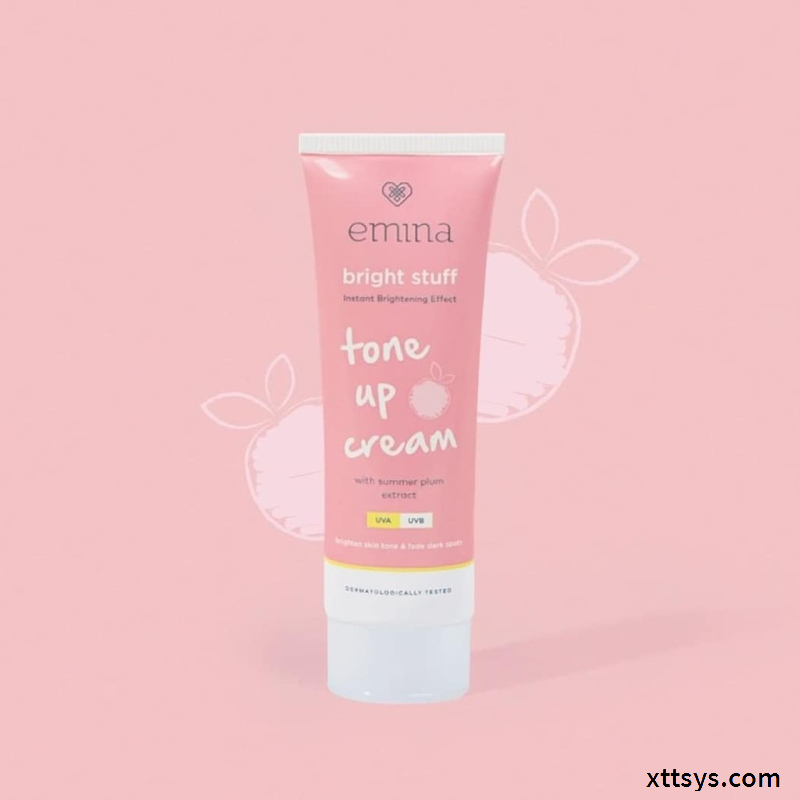 emina
bright stuff
Instant Brightening Effect
tone
up
cream
with summer plum
extract
UVA UVB
brighten skin tone & fade dark spots
DERMATOLOGICALLY TESTED
xttsys.com